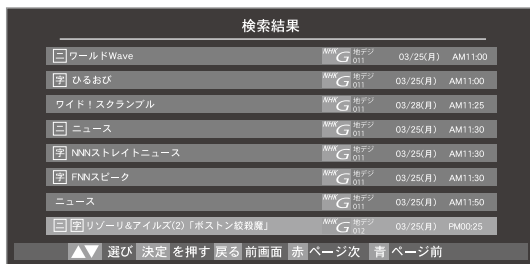 検索結果
二 ワールドWave NHK G 地デジ 011 03/25(月) AM11:00
字 ひるおび NHK G 地デジ 011 03/25(月) AM11:00
ワイド！スクランブル NHK G 地デジ 011 03/28(月) AM11:25
二 ニュース NHK G 地デジ 011 03/25(月) AM11:30
字 NNNストレイトニュース NHK G 地デジ 011 03/25(月) AM11:30
字 FNNスピーク NHK G 地デジ 011 03/25(月) AM11:30
ニュース NHK G 地デジ 011 03/25(月) AM11:50
二 字 リゾーリ&アイルズ(2)「ボストン絞殺魔」 NHK G 地デジ 012 03/25(月) PM00:25
▲▼ 選び 決定 を押す 戻る 前画面 赤 ページ次 青 ページ前